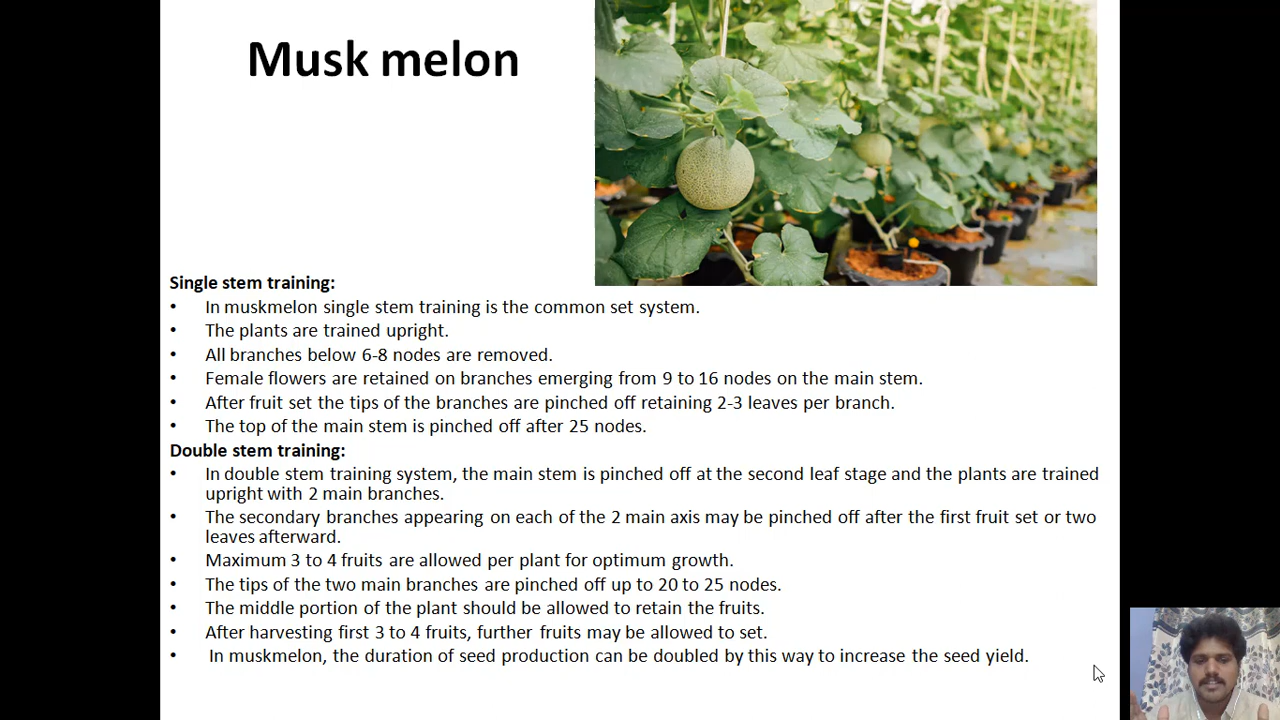 Musk melon
Single stem training:
• In muskmelon single stem training is the common set system.
• The plants are trained upright.
• All branches below 6-8 nodes are removed.
• Female flowers are retained on branches emerging from 9 to 16 nodes on the main stem.
• After fruit set the tips of the branches are pinched off retaining 2-3 leaves per branch.
• The top of the main stem is pinched off after 25 nodes.
Double stem training:
• In double stem training system, the main stem is pinched off at the second leaf stage and the plants are trained
upright with 2 main branches.
• The secondary branches appearing on each of the 2 main axis may be pinched off after the first fruit set or two
leaves afterward.
• Maximum 3 to 4 fruits are allowed per plant for optimum growth.
• The tips of the two main branches are pinched off up to 20 to 25 nodes.
• The middle portion of the plant should be allowed to retain the fruits.
• After harvesting first 3 to 4 fruits, further fruits may be allowed to set.
• In muskmelon, the duration of seed production can be doubled by this way to increase the seed yield.